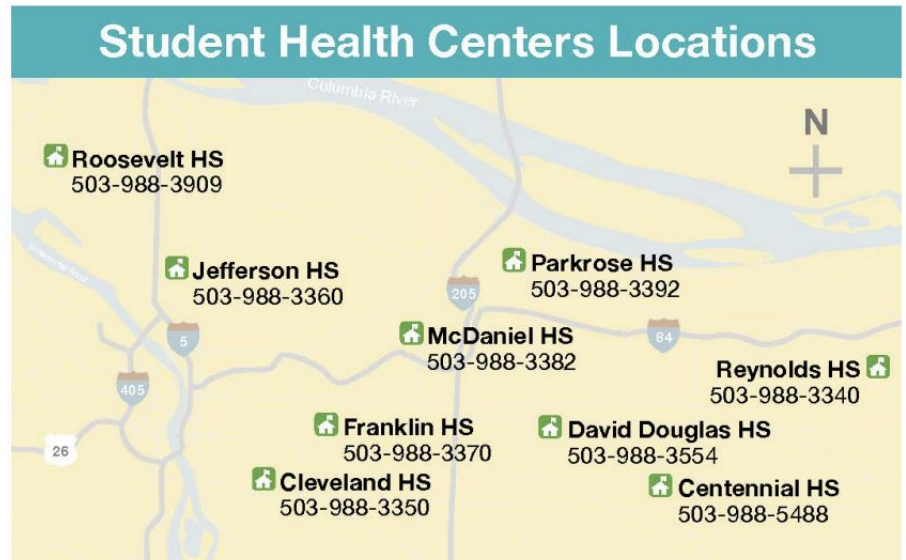 Student Health Centers Locations
Columbia River
N
Roosevelt HS
503-988-3909
Jefferson HS
503-988-3360
Parkrose HS
503-988-3392
205
5
McDaniel HS
503-988-3382
84
405
Reynolds HS
503-988-3340
26
Franklin HS
503-988-3370
David Douglas HS
503-988-3554
Cleveland HS
503-988-3350
Centennial HS
503-988-5488